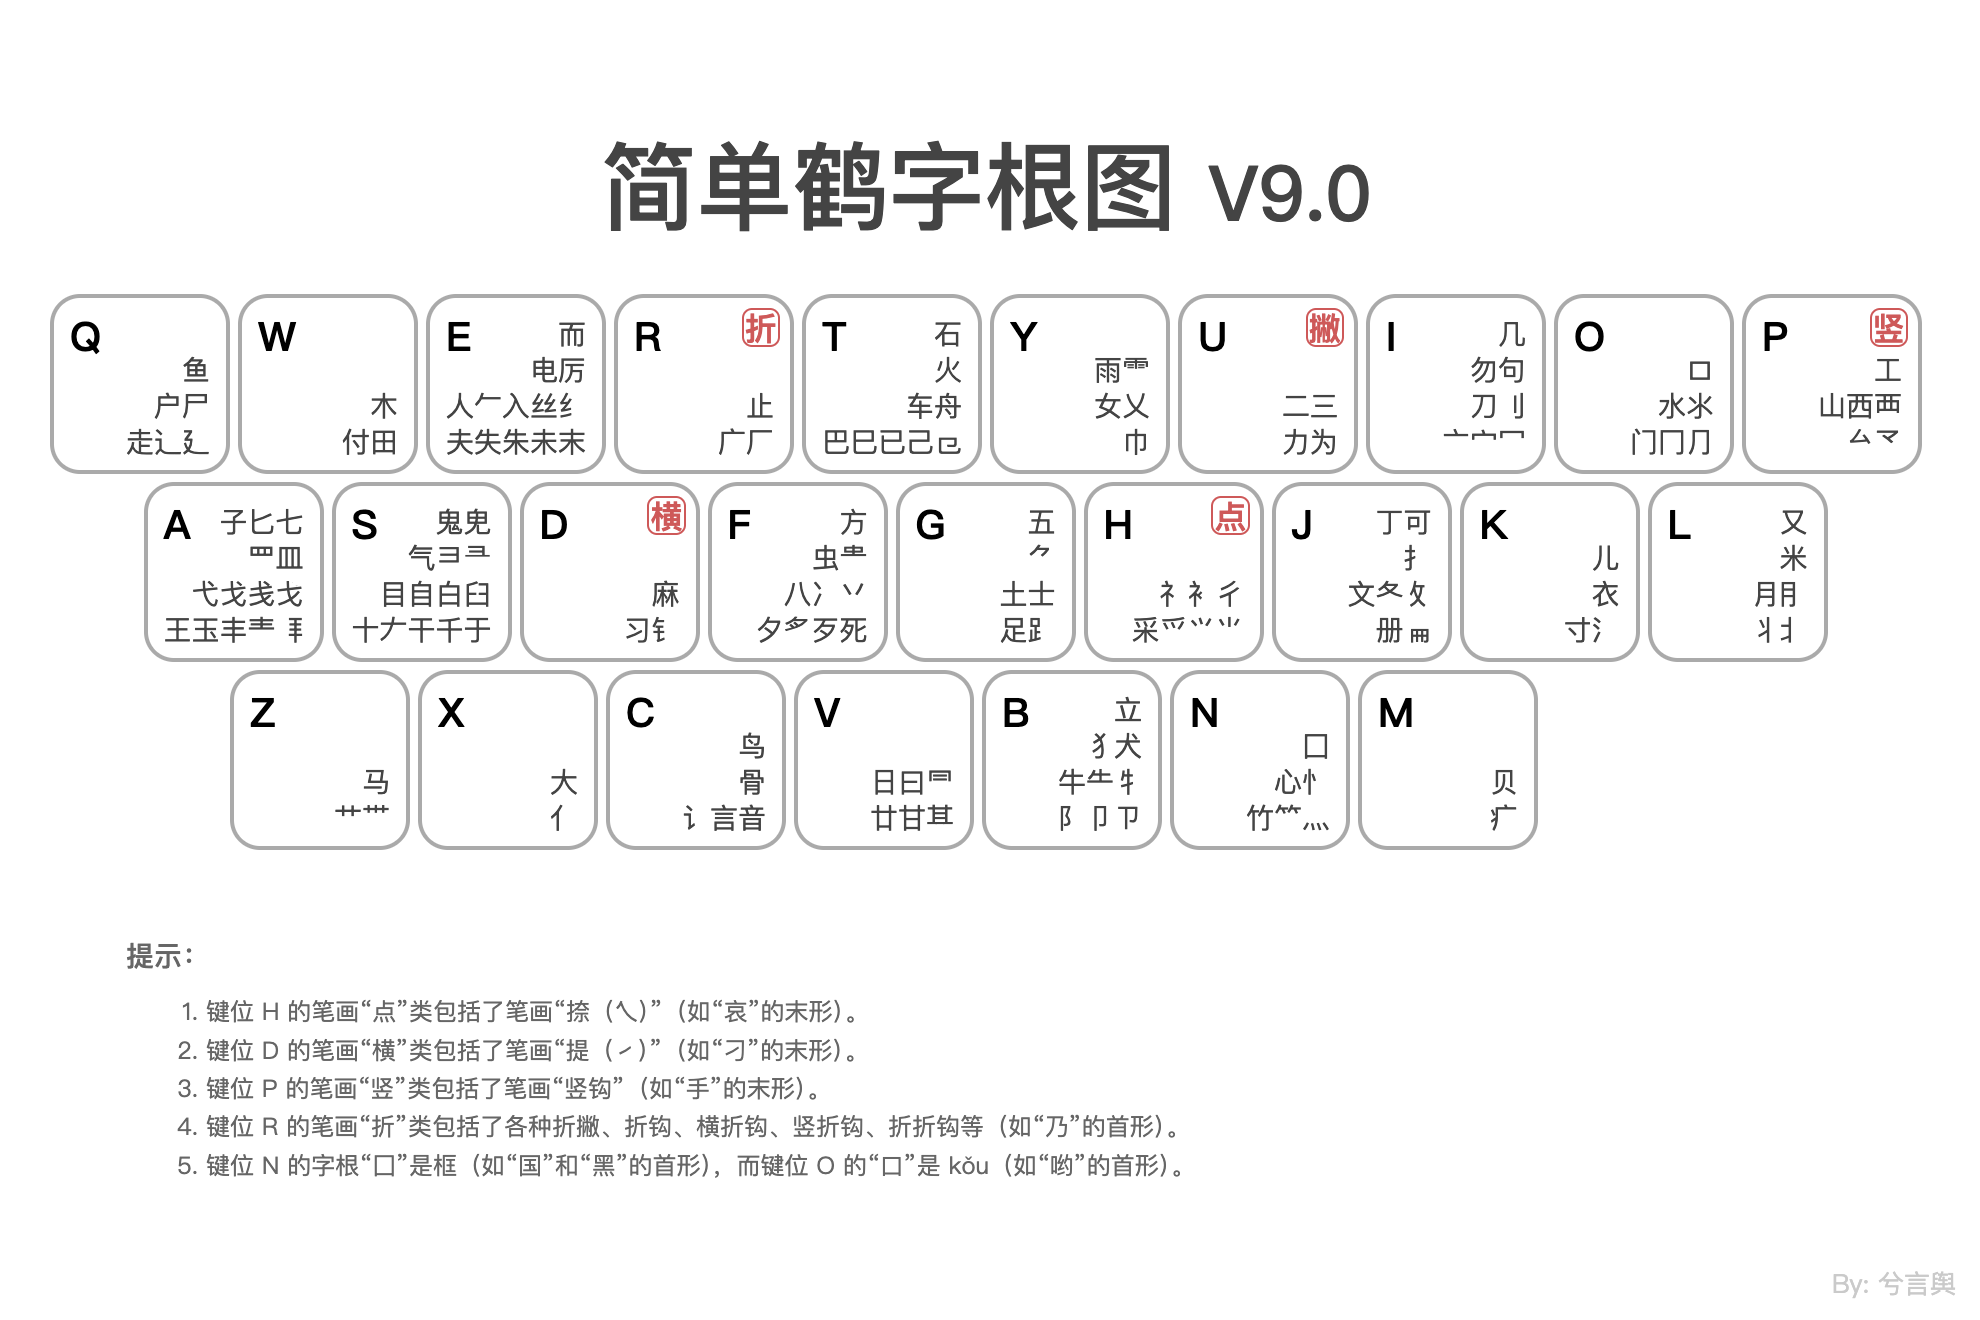 简单鹤字根图 V9.0
Q
鱼
户尸
走辶廴
W
木
付田
E 而
电厉
人𠂉入丝纟
夫失朱未末
R 折
止
广厂
T 石
火
车舟
巴巳已己㔾
Y
雨⻗
女乂
巾
U 撇
二三
力为
I 几
勿句
刀刂
亠宀冖
O
口
水氺
门冂⺆
P 竖
工
山西覀
厶龴
A 子匕七
罒皿
弋戈戋戈
王玉丰龶
S 鬼
气彐
目自白臼
十𠂇干千于
D 横
麻
习钅
F 方
虫
八冫丷
夕歹死
G 五
⺈
土士
足⻊
H 点
礻衤彳
采爫⺌
J 丁可
扌
文夂攵
册
K
儿
衣
寸氵
L 又
米
月
丬
Z
马
艹
X
大
亻
C
鸟
骨
讠言音
V
日曰
廿甘
B 立
犭犬
牛牜
阝卩
N
囗
心忄
竹⺮灬
M
贝
疒
提示：
1. 键位 H 的笔画“点”类包括了笔画“捺（乀）”（如“哀”的末形）。
2. 键位 D 的笔画“横”类包括了笔画“提（㇀）”（如“刁”的末形）。
3. 键位 P 的笔画“竖”类包括了笔画“竖钩”（如“手”的末形）。
4. 键位 R 的笔画“折”类包括了各种折撇、折钩、横折钩、竖折钩、折折钩等（如“乃”的首形）。
5. 键位 N 的字根“囗”是框（如“国”和“黑”的首形），而键位 O 的“口”是 kǒu（如“哟”的首形）。
By: 兮言舆